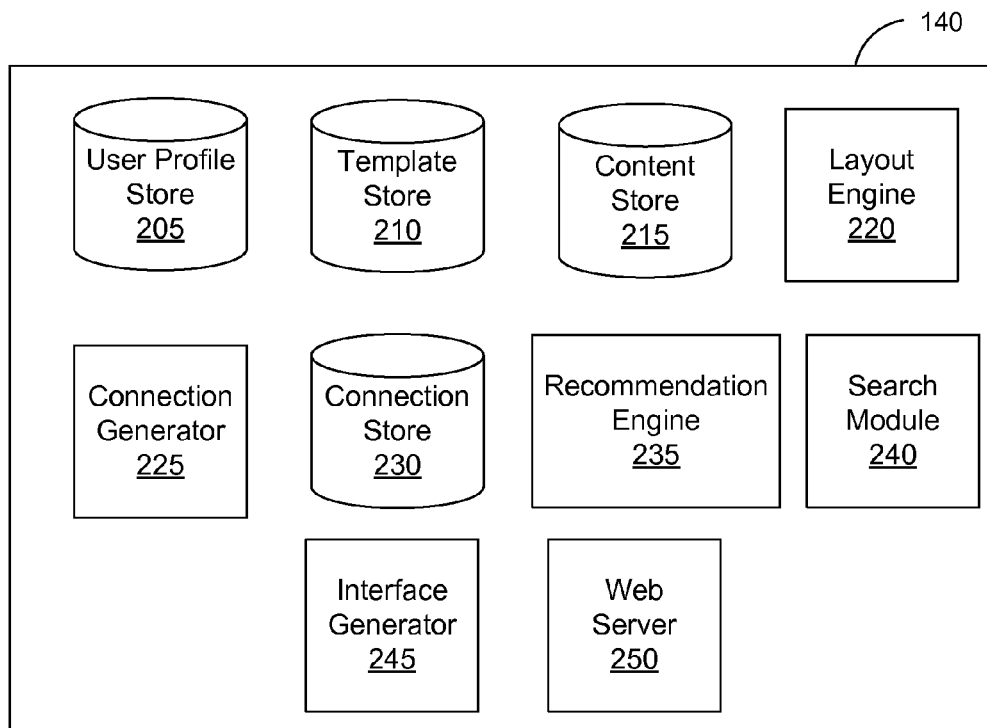 140
User Profile
Store
205
Template
Store
210
Content
Store
215
Layout
Engine
220
Connection
Generator
225
Connection
Store
230
Recommendation
Engine
235
Search
Module
240
Interface
Generator
245
Web
Server
250